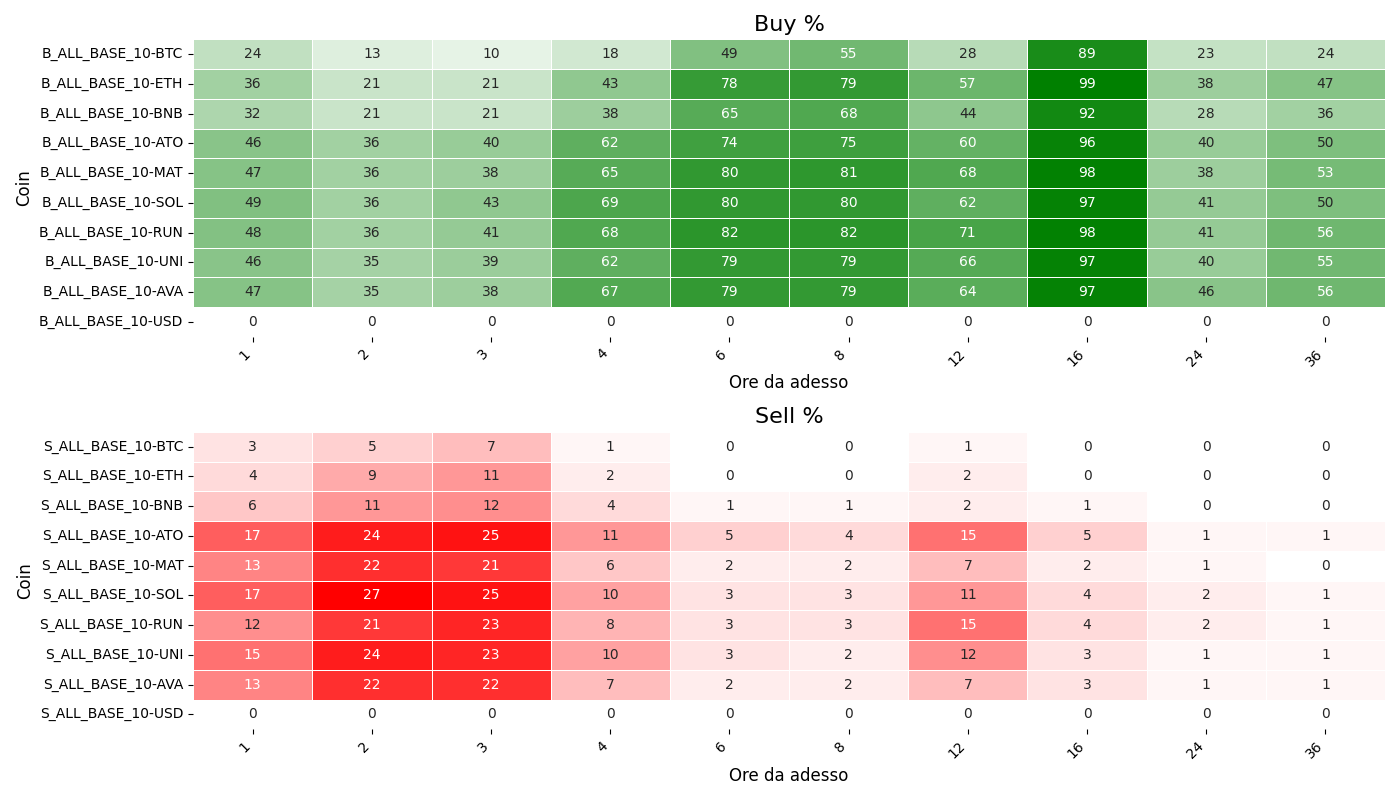 Buy %
Coin
B_ALL_BASE_10-BTC 24 13 10 18 49 55 28 89 23 24
B_ALL_BASE_10-ETH 36 21 21 43 78 79 57 99 38 47
B_ALL_BASE_10-BNB 32 21 21 38 65 68 44 92 28 36
B_ALL_BASE_10-ATO 46 36 40 62 74 75 60 96 40 50
B_ALL_BASE_10-MAT 47 36 38 65 80 81 68 98 38 53
B_ALL_BASE_10-SOL 49 36 43 69 80 80 62 97 41 50
B_ALL_BASE_10-RUN 48 36 41 68 82 82 71 98 41 56
B_ALL_BASE_10-UNI 46 35 39 62 79 79 66 97 40 55
B_ALL_BASE_10-AVA 47 35 38 67 79 79 64 97 46 56
B_ALL_BASE_10-USD 0 0 0 0 0 0 0 0 0 0
1 2 3 4 6 8 12 16 24 36
Ore da adesso
Sell %
Coin
S_ALL_BASE_10-BTC 3 5 7 1 0 0 1 0 0 0
S_ALL_BASE_10-ETH 4 9 11 2 0 0 2 0 0 0
S_ALL_BASE_10-BNB 6 11 12 4 1 1 2 1 0 0
S_ALL_BASE_10-ATO 17 24 25 11 5 4 15 5 1 1
S_ALL_BASE_10-MAT 13 22 21 6 2 2 7 2 1 0
S_ALL_BASE_10-SOL 17 27 25 10 3 3 11 4 2 1
S_ALL_BASE_10-RUN 12 21 23 8 3 3 15 4 2 1
S_ALL_BASE_10-UNI 15 24 23 10 3 2 12 3 1 1
S_ALL_BASE_10-AVA 13 22 22 7 2 2 7 3 1 1
S_ALL_BASE_10-USD 0 0 0 0 0 0 0 0 0 0
1 2 3 4 6 8 12 16 24 36
Ore da adesso